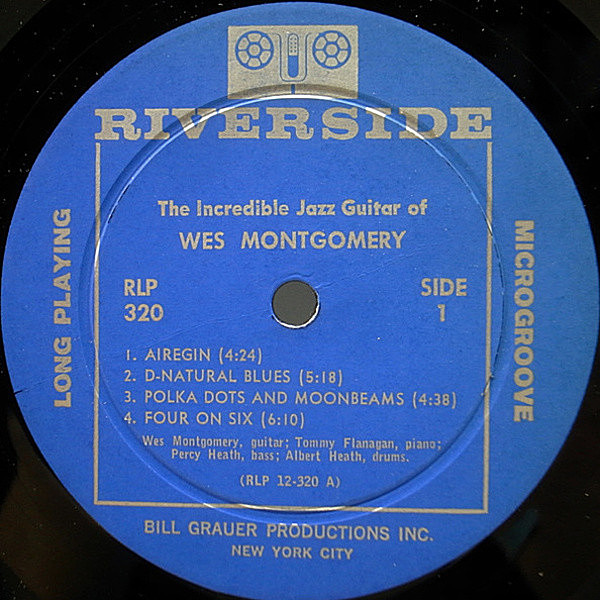 RIVERSIDE
The Incredible Jazz Guitar of
WES MONTGOMERY
LONG PLAYING
MICROGROOVE
RLP
320
SIDE
1
1. AIREGIN (4:24)
2. D-NATURAL BLUES (5:18)
3. POLKA DOTS AND MOONBEAMS (4:38)
4. FOUR ON SIX (6:10)
Wes Montgomery, guitar; Tommy Flanagan, piano;
Percy Heath, bass; Albert Heath, drums.
(RLP 12-320 A)
BILL GRAUER PRODUCTIONS INC.
NEW YORK CITY